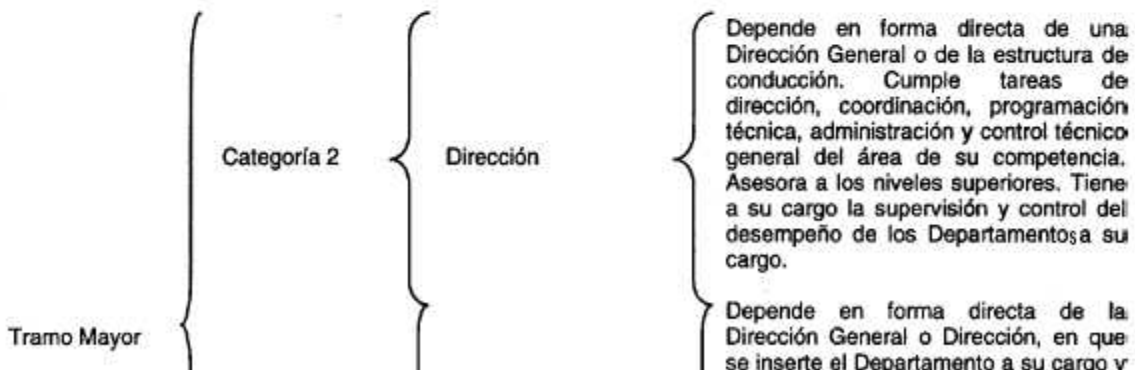 Depende en forma directa de una
Dirección General o de la estructura de
conducción. Cumple tareas de
dirección, coordinación, programación
técnica, administración y control técnico
Categoría 2 Dirección general del área de su competencia.
Asesora a los niveles superiores. Tiene
a su cargo la supervisión y control del
desempeño de los Departamentos a su
cargo.
Depende en forma directa de la
Tramo Mayor Dirección General o Dirección, en que
se inserte el Departamento a su cargo y